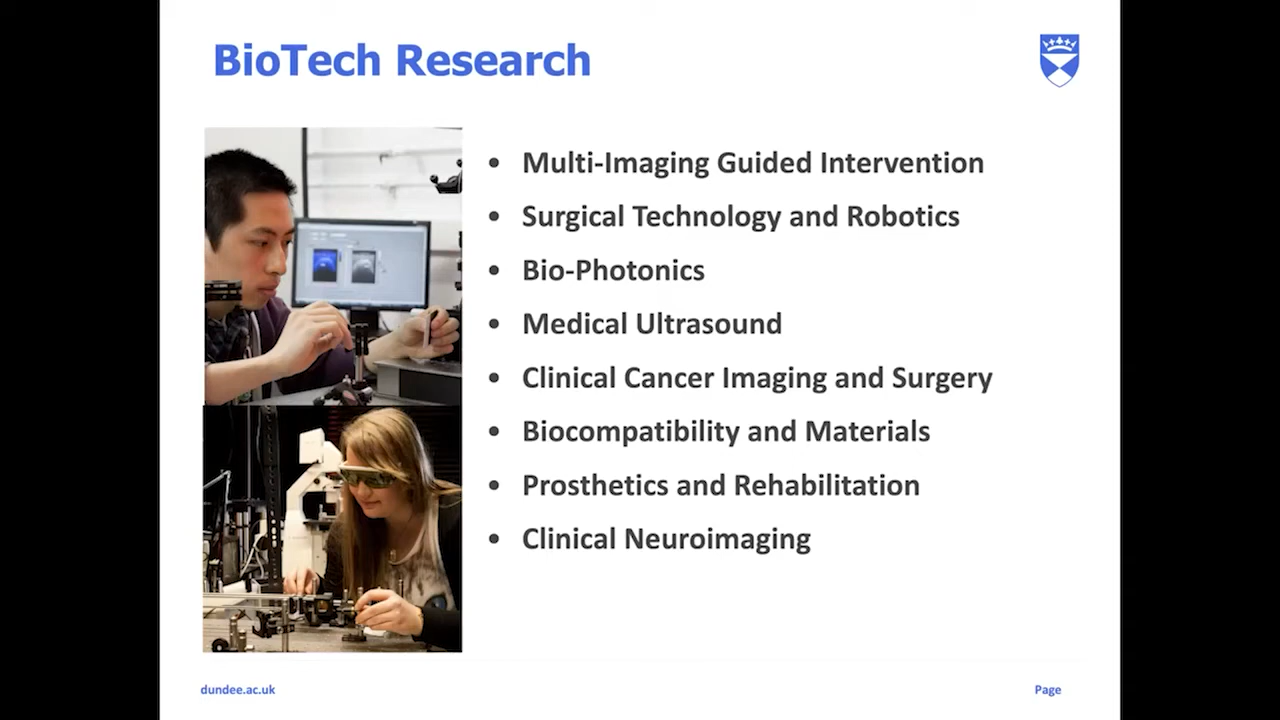 BioTech Research
• Multi-Imaging Guided Intervention
• Surgical Technology and Robotics
• Bio-Photonics
• Medical Ultrasound
• Clinical Cancer Imaging and Surgery
• Biocompatibility and Materials
• Prosthetics and Rehabilitation
• Clinical Neuroimaging
dundee.ac.uk
Page